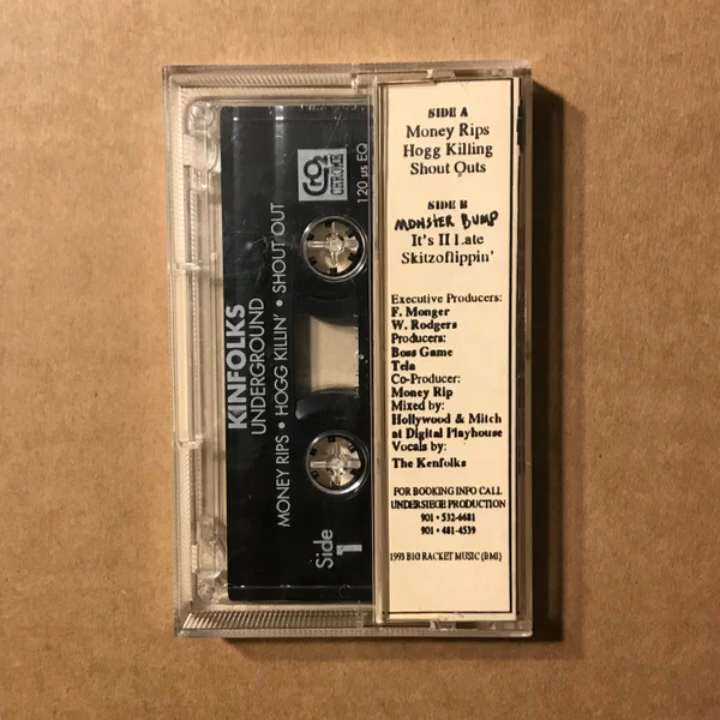 KINFOLKS
UNDERGROUND
MONEY RIPS • HOGG KILLIN' • SHOUT OUT
Side
1
CrO2
CHROME
120 µs EQ
SIDE A
Money Rips
Hogg Killing
Shout Outs
SIDE B
MONSTER BUMP
It's II Late
Skitzoflippin'
Executive Producers:
F. Monger
W. Rodgers
Producers:
Boss Game
Tela
Co-Producer:
Money Rip
Mixed by:
Hollywood & Mitch
at Digital Playhouse
Vocals by:
The Kenfolks
FOR BOOKING INFO CALL
UNDERSIEGE PRODUCTION
901 • 532-6681
901 • 481-4539
1993 BIG RACKET MUSIC (BMI)